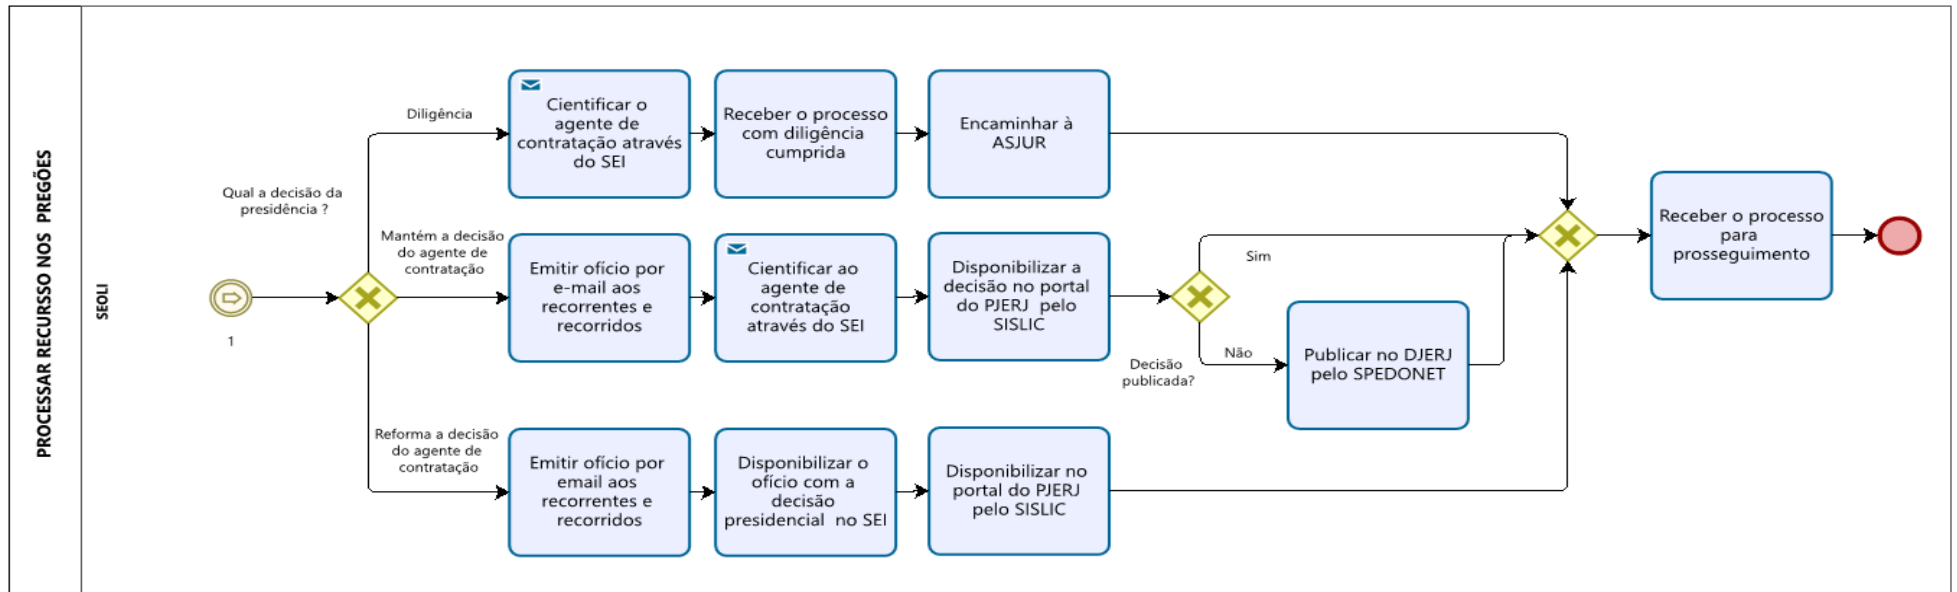 PROCESSAR RECURSSO NOS PREGÕES
SEOLI
1
Qual a decisão da
presidência ?
Diligência
Cientificar o
agente de
contratação através
do SEI
Receber o processo
com diligência
cumprida
Encaminhar à
ASJUR
Mantém a decisão
do agente de
contratação
Emitir ofício por
e-mail aos
recorrentes e
recorridos
Cientificar ao
agente de
contratação
através do SEI
Disponibilizar a
decisão no portal
do PJERJ pelo
SISLIC
Decisão
publicada?
Sim
Não
Publicar no DJERJ
pelo SPEDONET
Reforma a decisão
do agente de
contratação
Emitir ofício por
email aos
recorrentes e
recorridos
Disponibilizar o
ofício com a
decisão
presidencial no SEI
Disponibilizar no
portal do PJERJ
pelo SISLIC
Receber o processo
para
prosseguimento